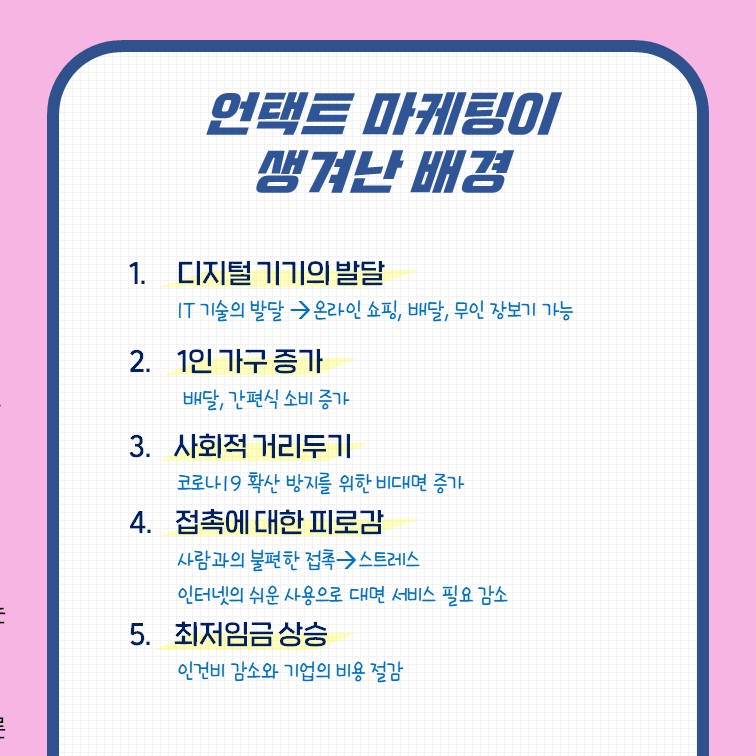 언택트 마케팅이
생겨난 배경
1. 디지털 기기의 발달
IT 기술의 발달 →온라인 쇼핑, 배달, 무인 장보기 가능
2. 1인 가구 증가
배달, 간편식 소비 증가
3. 사회적 거리두기
코로나19 확산 방지를 위한 비대면 증가
4. 접촉에 대한 피로감
사람과의 불편한 접촉→스트레스
인터넷의 쉬운 사용으로 대면 서비스 필요 감소
5. 최저임금 상승
인건비 감소와 기업의 비용 절감